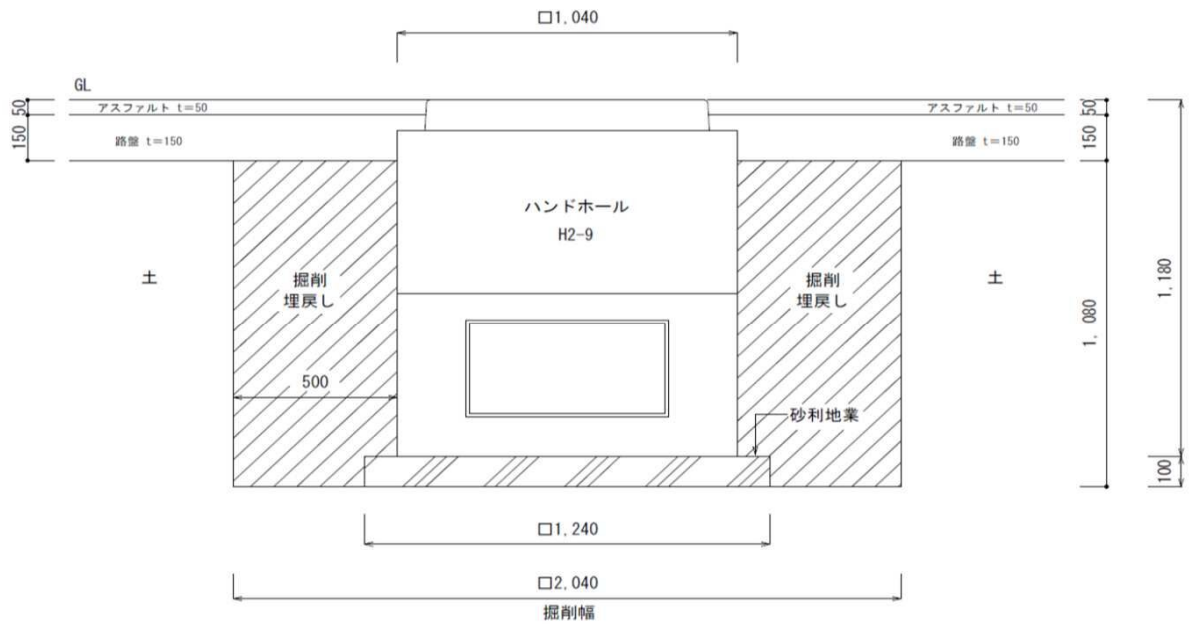 □1,040
GL
アスファルト t=50
アスファルト t=50
50
150
路盤 t=150
路盤 t=150
50
150
ハンドホール
H2-9
土
掘削
埋戻し
掘削
埋戻し
土
1,180
1,080
500
砂利地業
100
□1,240
□2,040
掘削幅